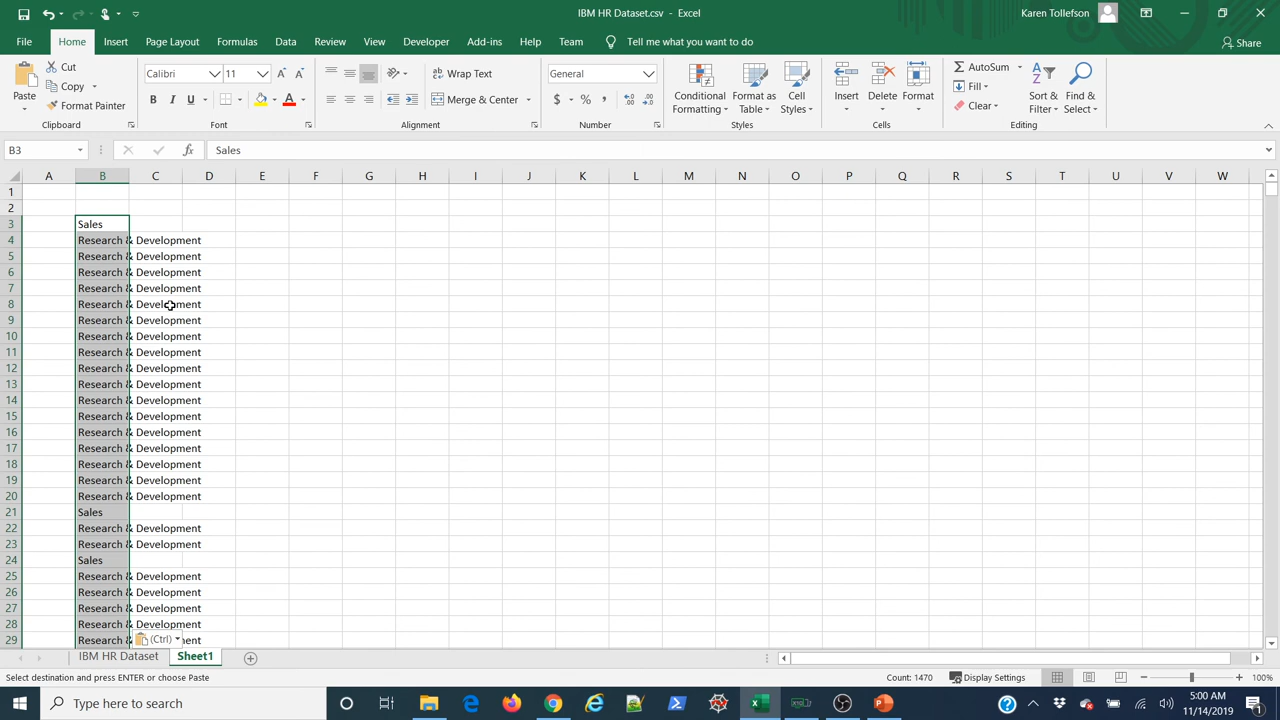 IBM HR Dataset.csv - Excel
Karen Tollefson
File Home Insert Page Layout Formulas Data Review View Developer Add-ins Help Team Tell me what you want to do Share
Paste Cut Copy Format Painter
Clipboard
Calibri 11
B I U A
Font
Wrap Text
Merge & Center
Alignment
General
$ % ,
Number
Conditional Formatting
Format as Table
Cell Styles
Styles
Insert Delete Format
Cells
AutoSum
Fill
Clear
Sort & Filter
Find & Select
Editing
B3 fx Sales
A B C D E F G H I J K L M N O P Q R S T U V W
1
2
3 Sales
4 Research & Development
5 Research & Development
6 Research & Development
7 Research & Development
8 Research & Development
9 Research & Development
10 Research & Development
11 Research & Development
12 Research & Development
13 Research & Development
14 Research & Development
15 Research & Development
16 Research & Development
17 Research & Development
18 Research & Development
19 Research & Development
20 Research & Development
21 Sales
22 Research & Development
23 Research & Development
24 Sales
25 Research & Development
26 Research & Development
27 Research & Development
28 Research & Development
29 Research & ment
(Ctrl)
IBM HR Dataset Sheet1
Select destination and press ENTER or choose Paste Count: 1470 Display Settings 100%
Type here to search
5:00 AM
11/14/2019